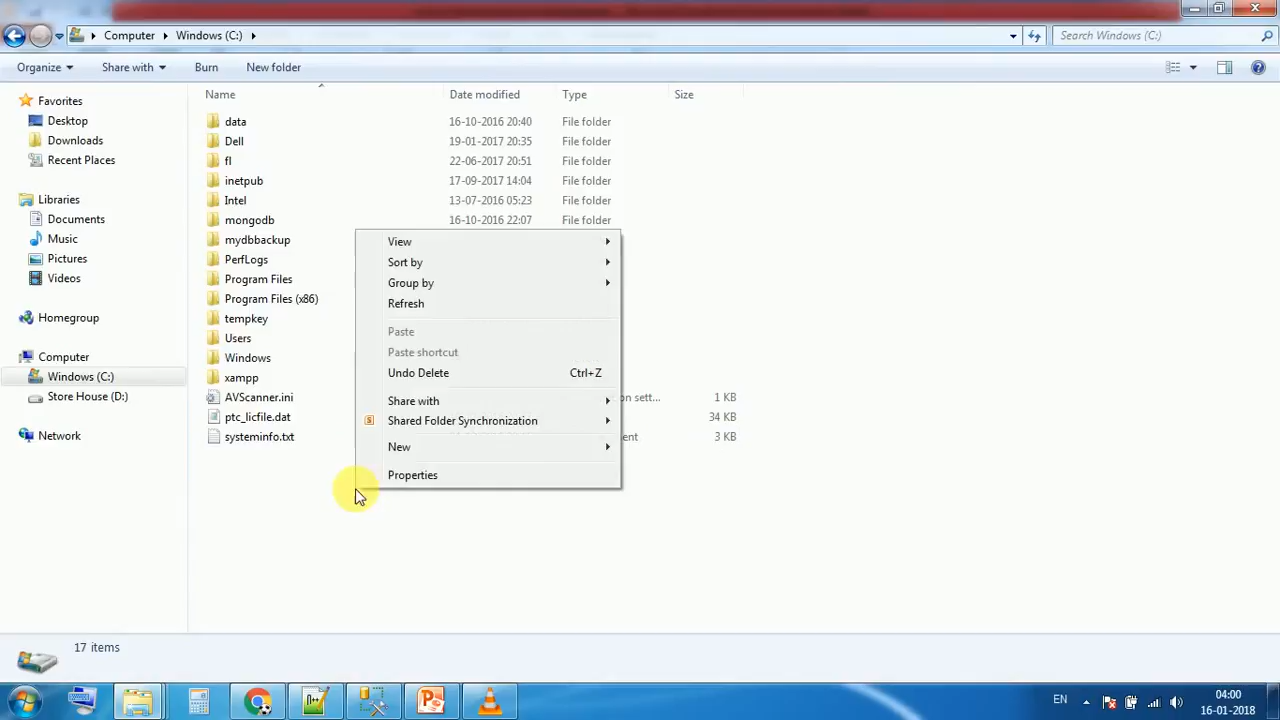 Computer Windows (C:) Search Windows (C:)
Organize Share with Burn New folder
Name Date modified Type Size
Favorites
Desktop
Downloads
Recent Places
Libraries
Documents
Music
Pictures
Videos
Homegroup
Computer
Windows (C:)
Store House (D:)
Network
data 16-10-2016 20:40 File folder
Dell 19-01-2017 20:35 File folder
fl 22-06-2017 20:51 File folder
inetpub 17-09-2017 14:04 File folder
Intel 13-07-2016 05:23 File folder
mongodb 16-10-2016 22:07 File folder
mydbbackup
PerfLogs
Program Files
Program Files (x86)
tempkey
Users
Windows
xampp
AVScanner.ini on sett... 1 KB
ptc_licfile.dat 34 KB
systeminfo.txt ent 3 KB
View
Sort by
Group by
Refresh
Paste
Paste shortcut
Undo Delete Ctrl+Z
Share with
Shared Folder Synchronization
New
Properties
17 items
EN 04:00
16-01-2018